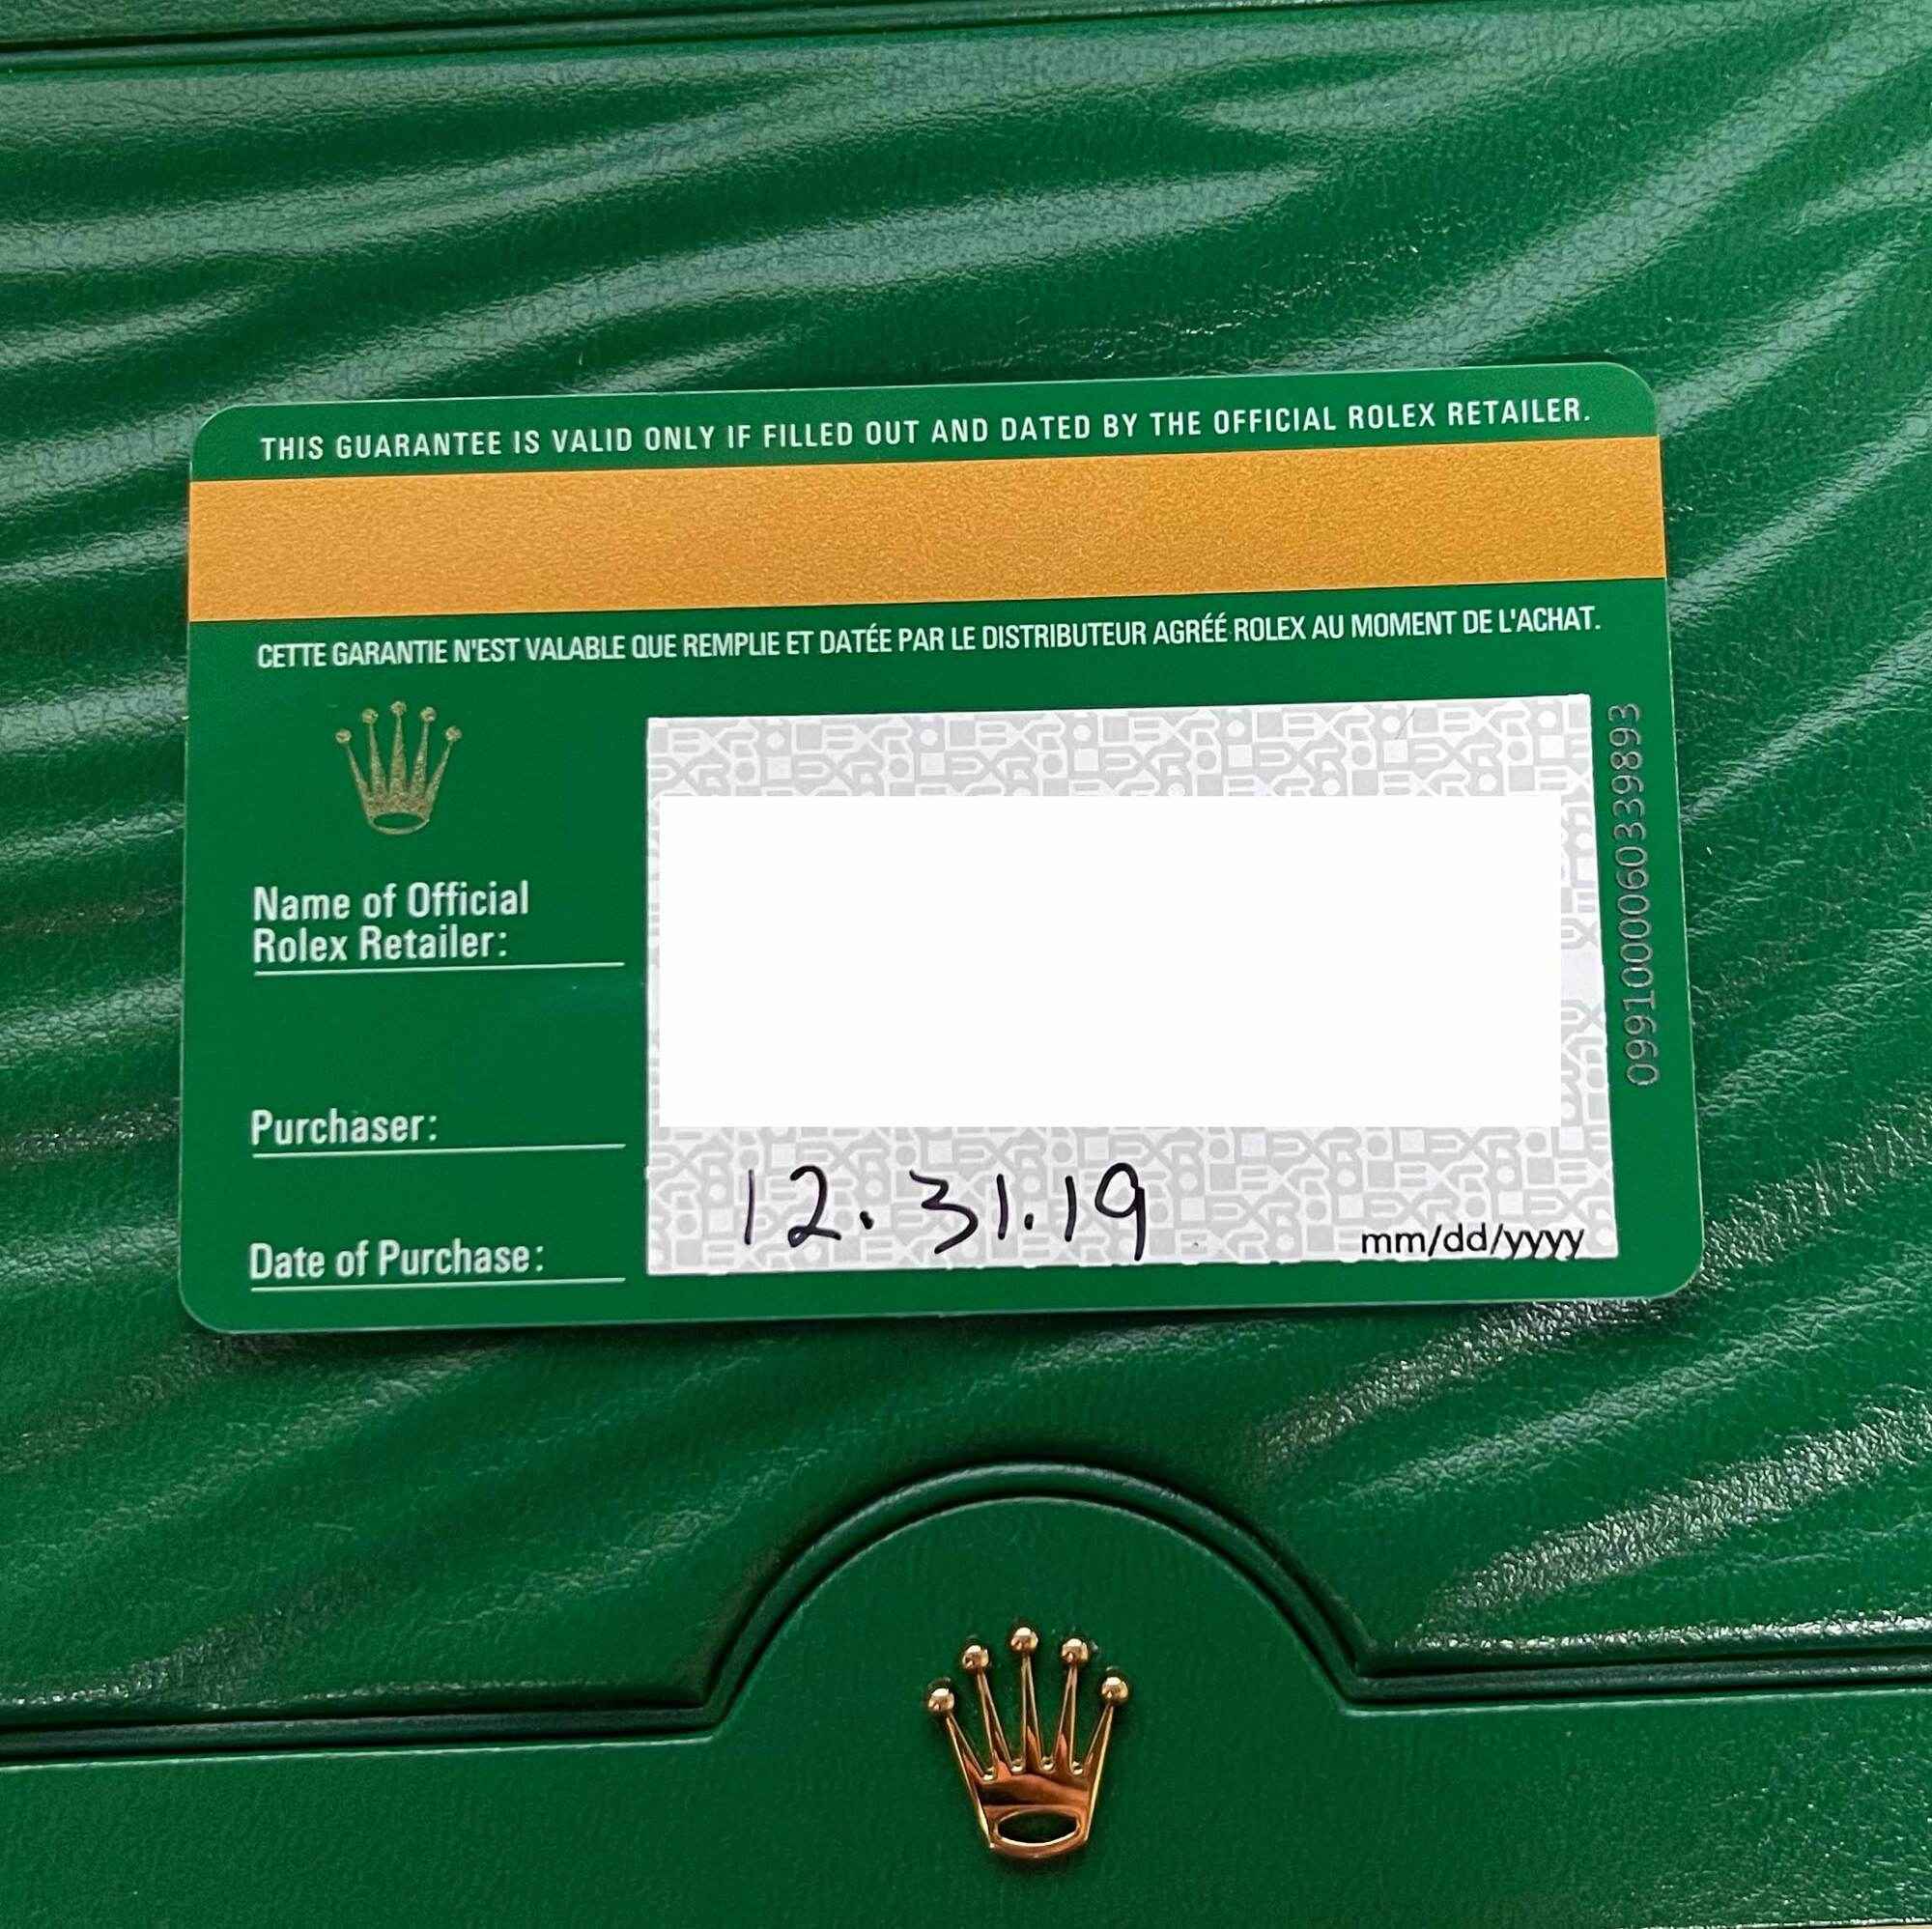 THIS GUARANTEE IS VALID ONLY IF FILLED OUT AND DATED BY THE OFFICIAL ROLEX RETAILER.
CETTE GARANTIE N'EST VALABLE QUE REMPLIE ET DATÉE PAR LE DISTRIBUTEUR AGRÉÉ ROLEX AU MOMENT DE L'ACHAT.
Name of Official
Rolex Retailer:
Purchaser:
Date of Purchase:
12.31.19
mm/dd/yyyy
0991000060339893